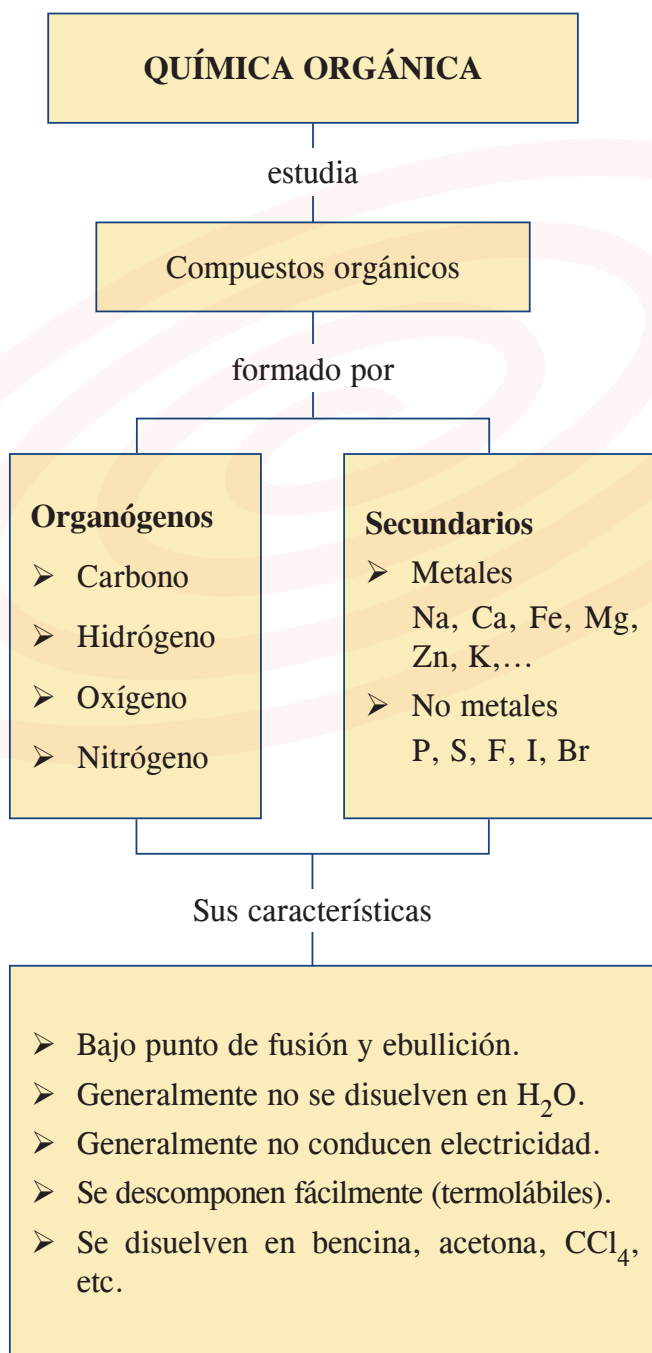 QUÍMICA ORGÁNICA
estudia
Compuestos orgánicos
formado por
Organógenos
➢ Carbono
➢ Hidrógeno
➢ Oxígeno
➢ Nitrógeno
Secundarios
➢ Metales
Na, Ca, Fe, Mg,
Zn, K,…
➢ No metales
P, S, F, I, Br
Sus características
➢ Bajo punto de fusión y ebullición.
➢ Generalmente no se disuelven en H₂O.
➢ Generalmente no conducen electricidad.
➢ Se descomponen fácilmente (termolábiles).
➢ Se disuelven en bencina, acetona, CCl₄,
etc.